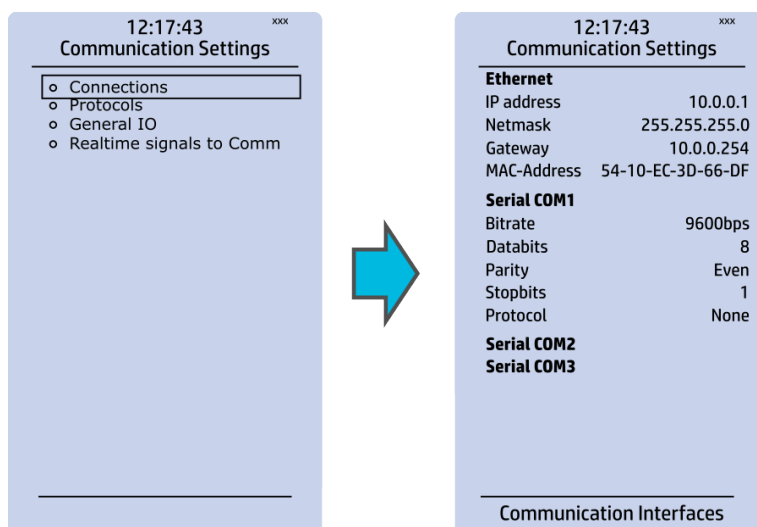 12:17:43 xxx
Communication Settings
Connections
Protocols
General IO
Realtime signals to Comm
12:17:43 xxx
Communication Settings
Ethernet
IP address 10.0.0.1
Netmask 255.255.255.0
Gateway 10.0.0.254
MAC-Address 54-10-EC-3D-66-DF
Serial COM1
Bitrate 9600bps
Databits 8
Parity Even
Stopbits 1
Protocol None
Serial COM2
Serial COM3
Communication Interfaces